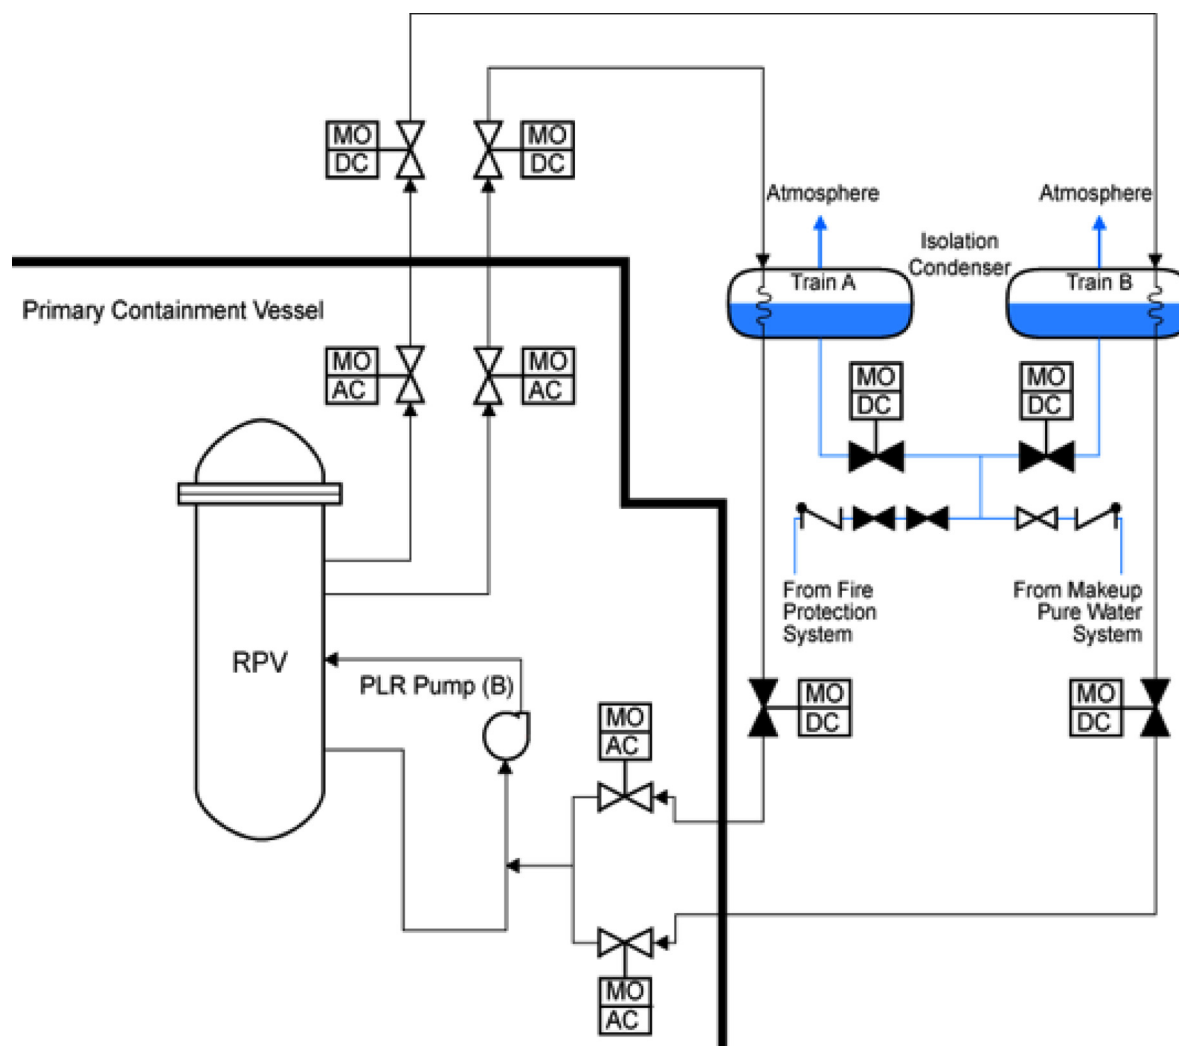 MO
DC
MO
DC
Atmosphere
Atmosphere
Isolation
Condenser
Train A
Train B
Primary Containment Vessel
MO
AC
MO
AC
MO
DC
MO
DC
From Fire
Protection
System
From Makeup
Pure Water
System
RPV
PLR Pump (B)
MO
DC
MO
DC
MO
AC
MO
AC